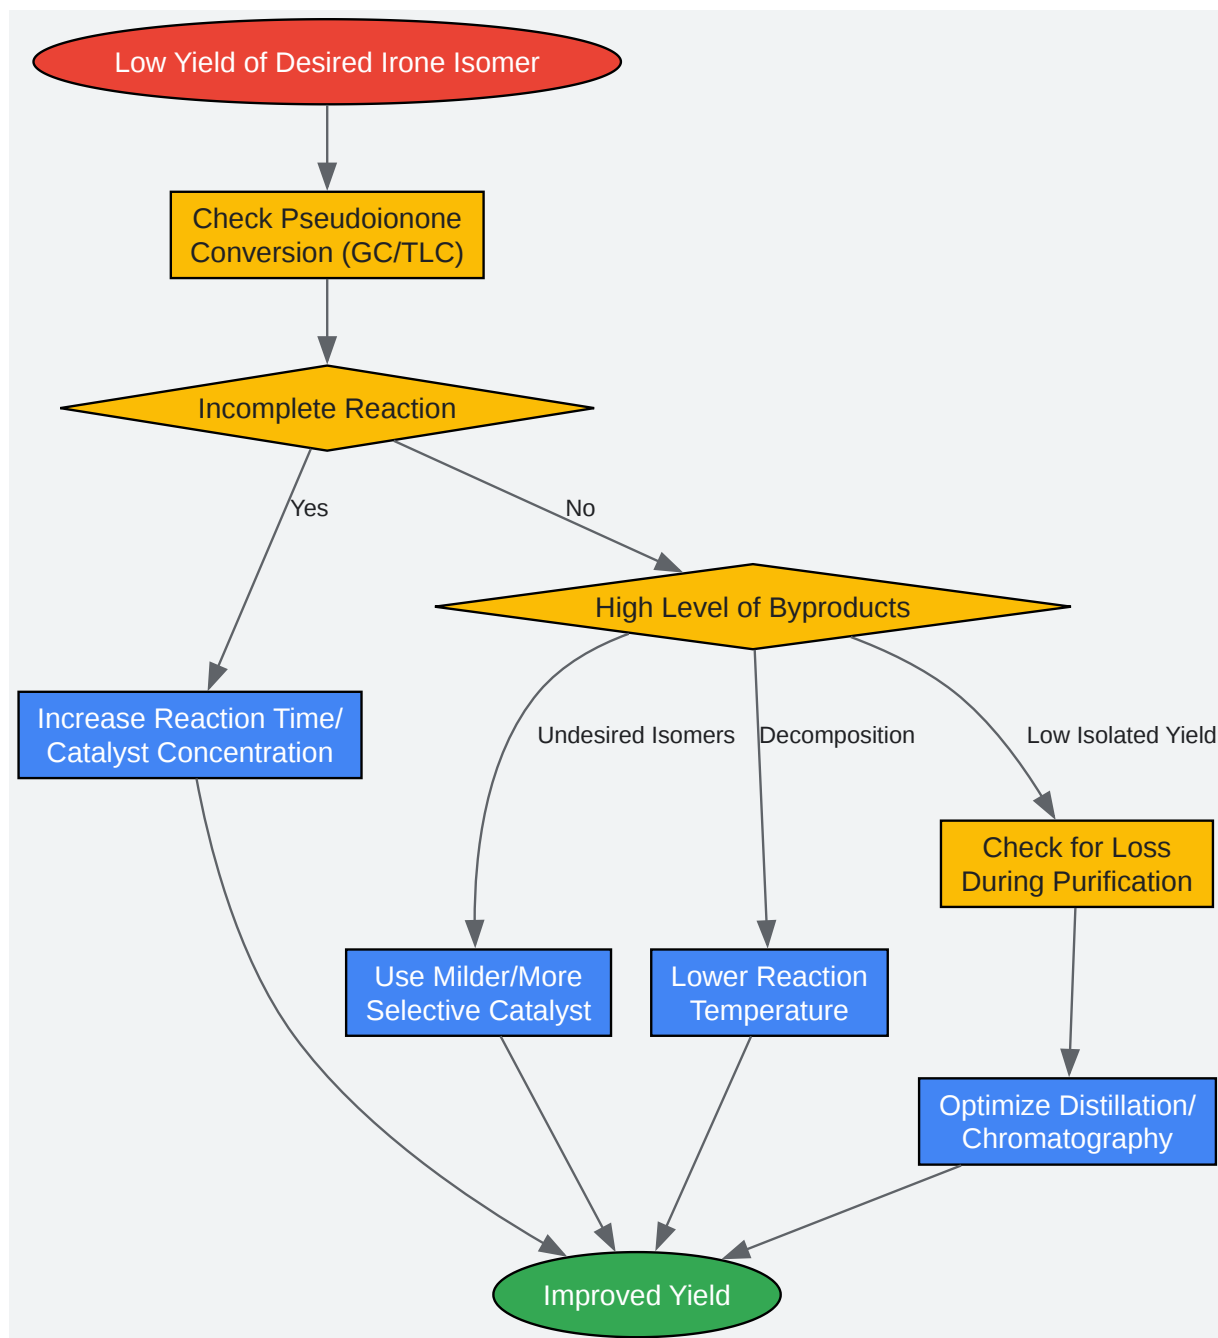 Low Yield of Desired Irone Isomer
Check Pseudoionone
Conversion (GC/TLC)
Incomplete Reaction
Yes
No
High Level of Byproducts
Increase Reaction Time/
Catalyst Concentration
Undesired Isomers
Decomposition
Low Isolated Yield
Check for Loss
During Purification
Use Milder/More
Selective Catalyst
Lower Reaction
Temperature
Optimize Distillation/
Chromatography
Improved Yield